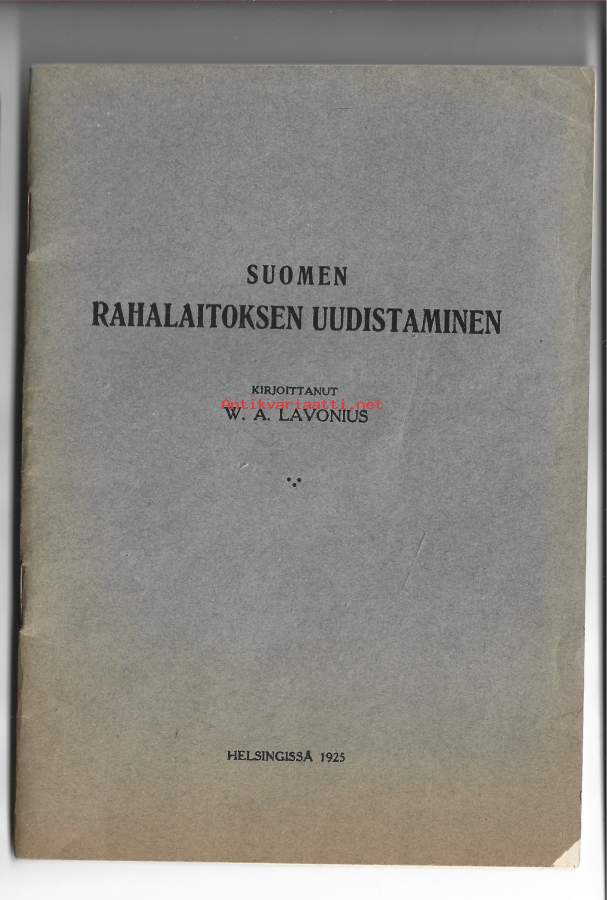 SUOMEN
RAHALAITOKSEN UUDISTAMINEN
KIRJOITTANUT
Antikvariaatti.net
W. A. LAVONIUS
HELSINGISSÄ 1925